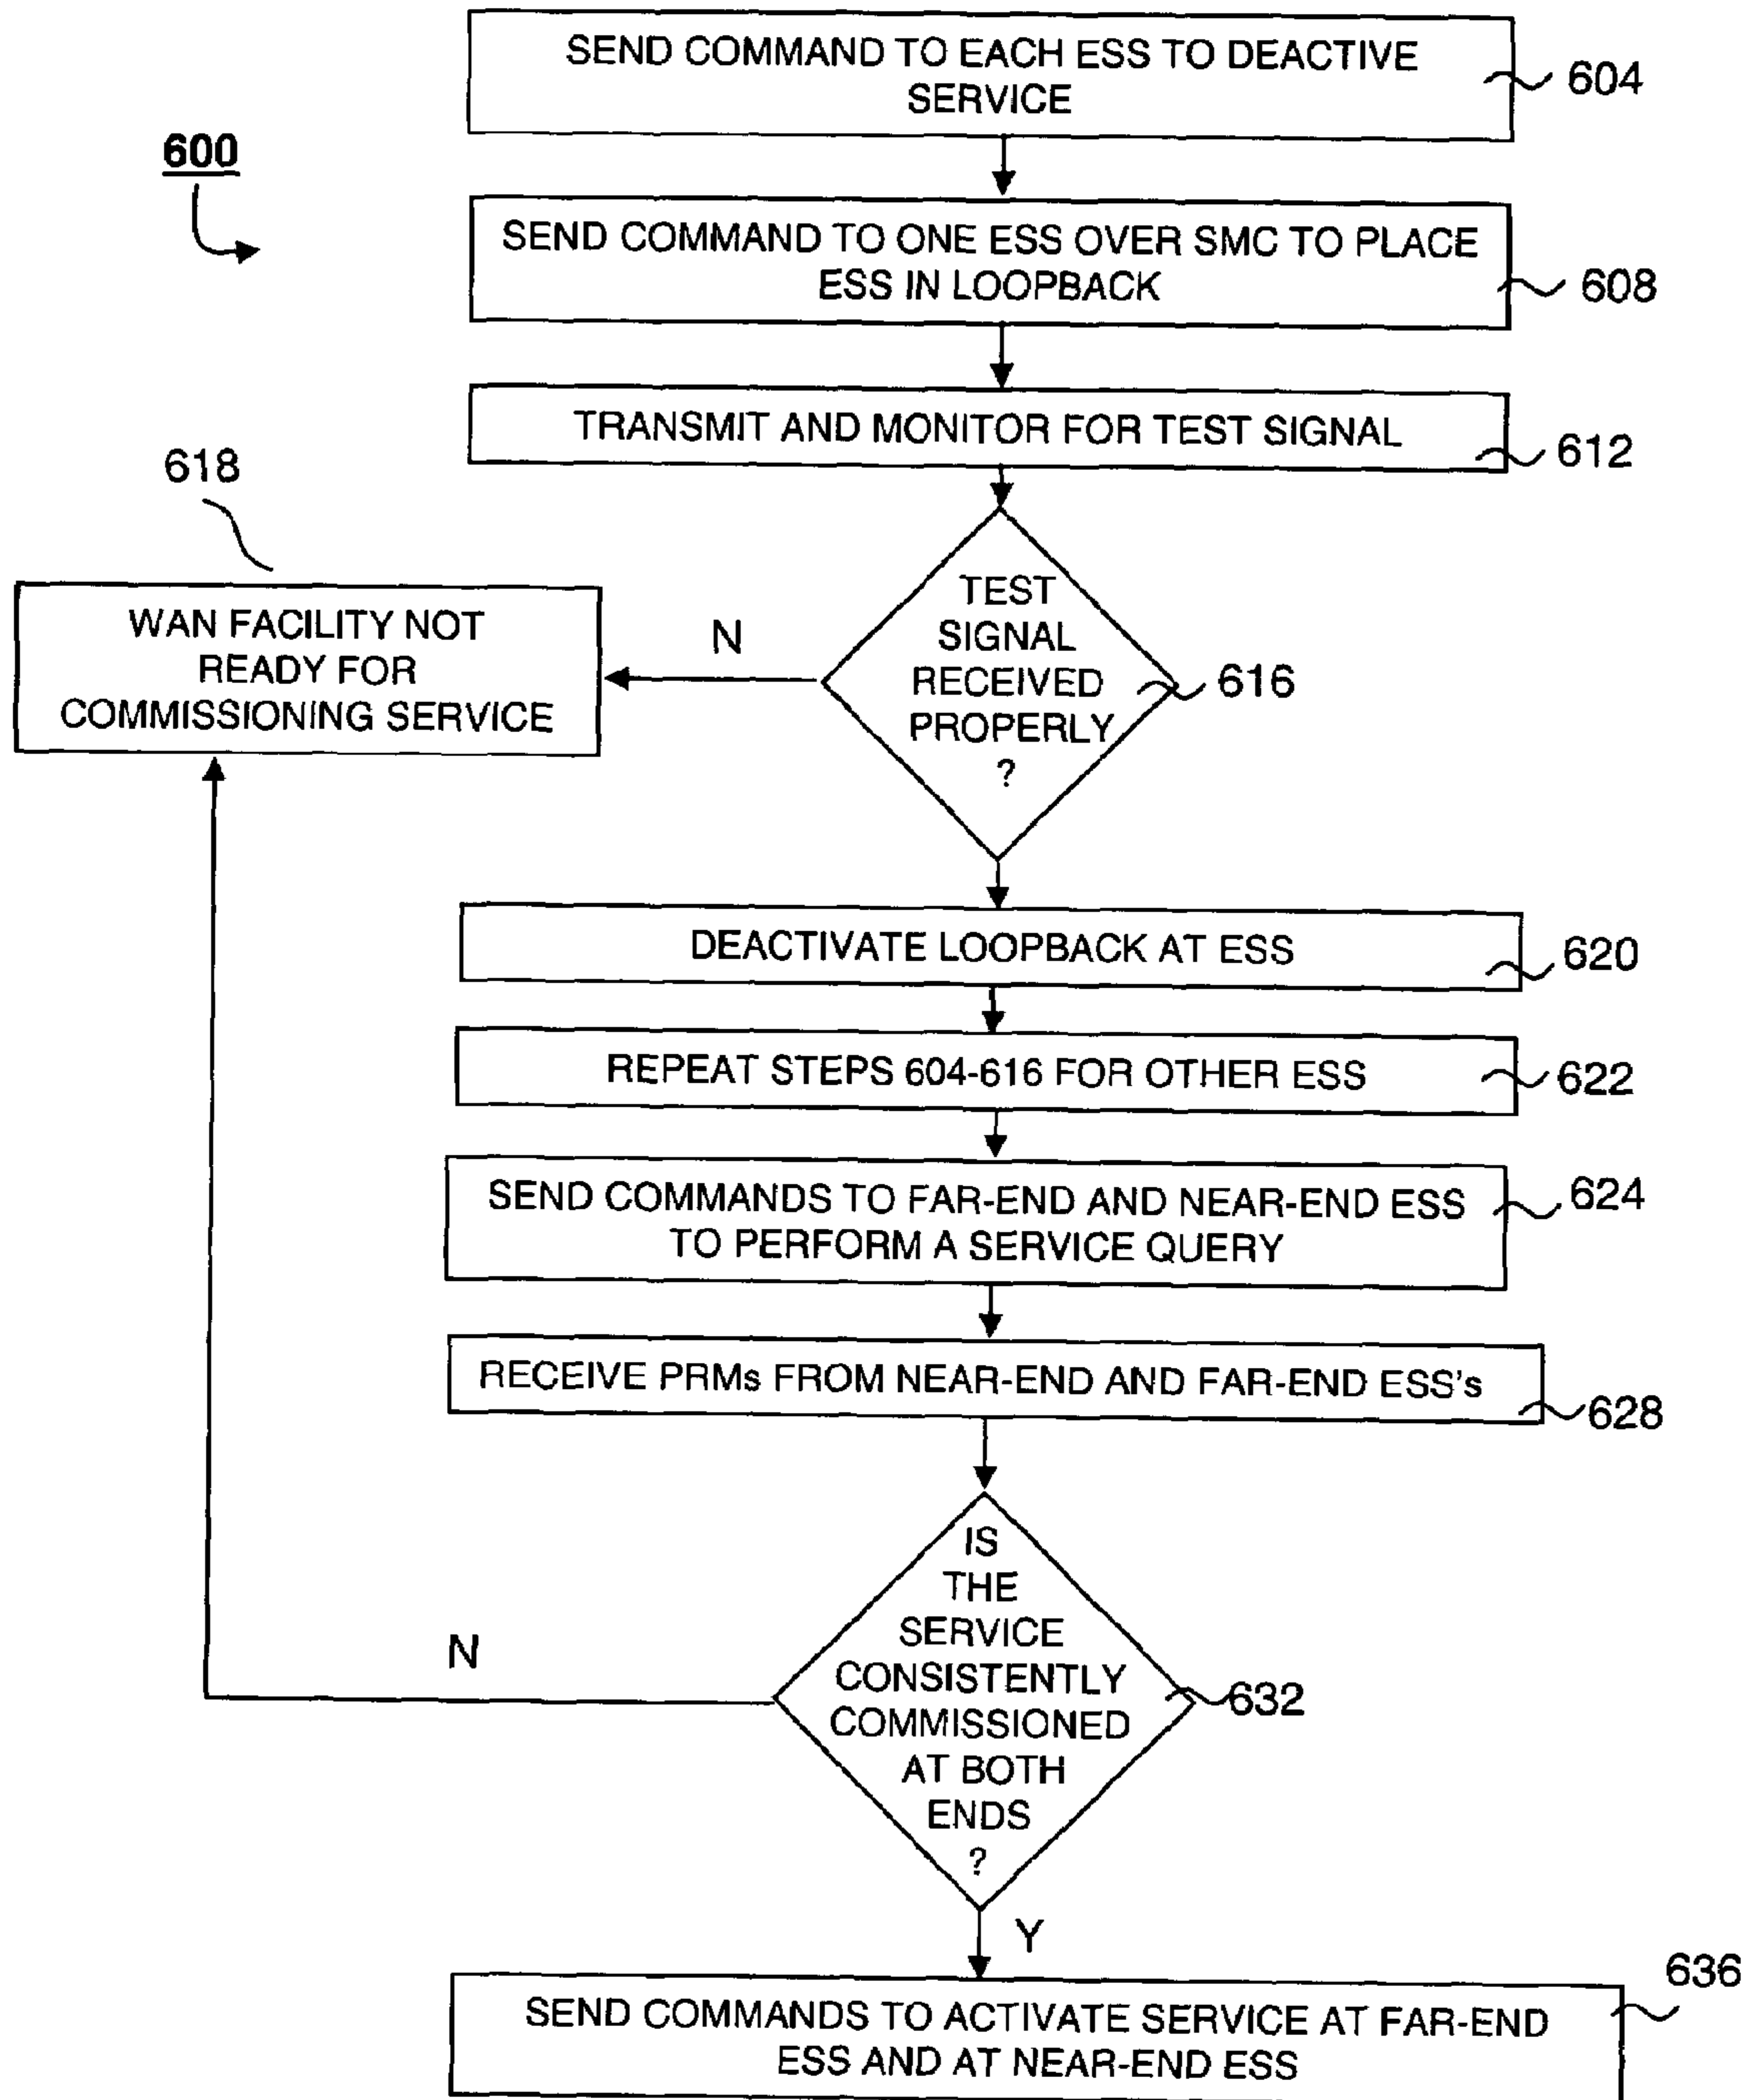 SEND COMMAND TO EACH ESS TO DEACTIVE
SERVICE
604
600
SEND COMMAND TO ONE ESS OVER SMC TO PLACE
ESS IN LOOPBACK
608
TRANSMIT AND MONITOR FOR TEST SIGNAL
612
618
WAN FACILITY NOT
READY FOR
COMMISSIONING SERVICE
N
TEST
SIGNAL
RECEIVED
PROPERLY
?
616
DEACTIVATE LOOPBACK AT ESS
620
REPEAT STEPS 604-616 FOR OTHER ESS
622
SEND COMMANDS TO FAR-END AND NEAR-END ESS
TO PERFORM A SERVICE QUERY
624
RECEIVE PRMs FROM NEAR-END AND FAR-END ESS's
628
IS
THE
SERVICE
CONSISTENTLY
COMMISSIONED
AT BOTH
ENDS
?
632
N
Y
636
SEND COMMANDS TO ACTIVATE SERVICE AT FAR-END
ESS AND AT NEAR-END ESS